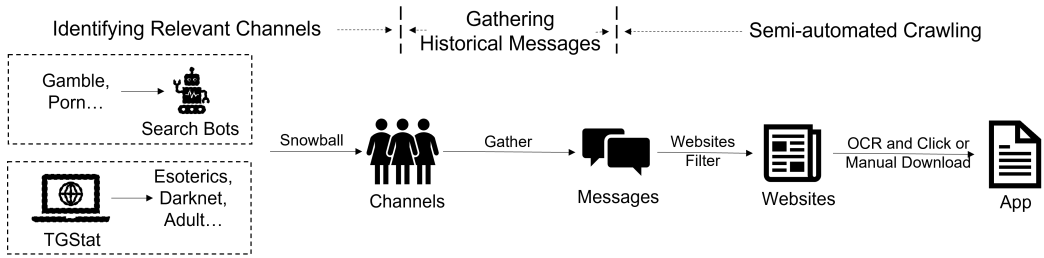 Identifying Relevant Channels
Gathering
Historical Messages
Semi-automated Crawling
Gamble,
Porn...
Search Bots
TGStat
Esoterics,
Darknet,
Adult...
Snowball
Channels
Gather
Messages
Websites
Filter
Websites
OCR and Click or
Manual Download
App